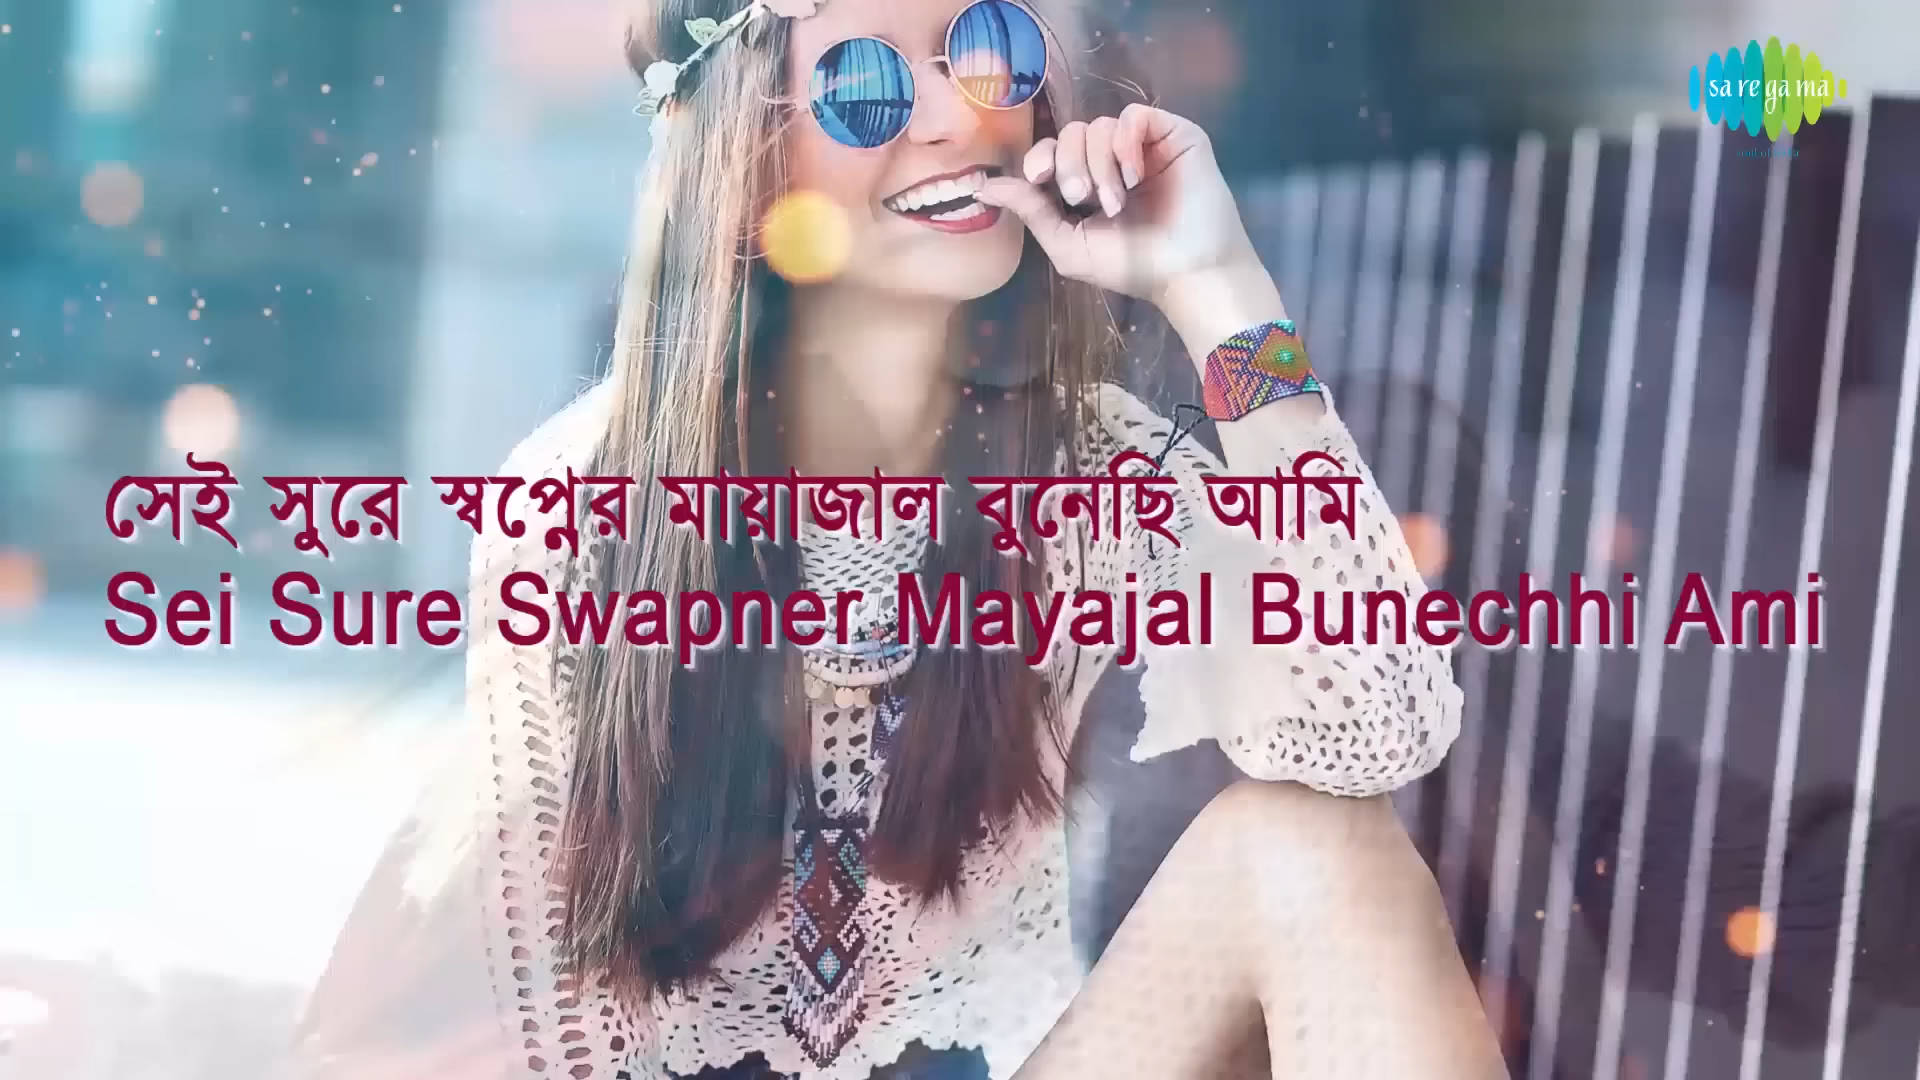 sa re ga ma
সেই সুরে স্বপ্নের মায়াজাল বুনেছি আমি
Sei Sure Swapner Mayajal Bunechhi Ami